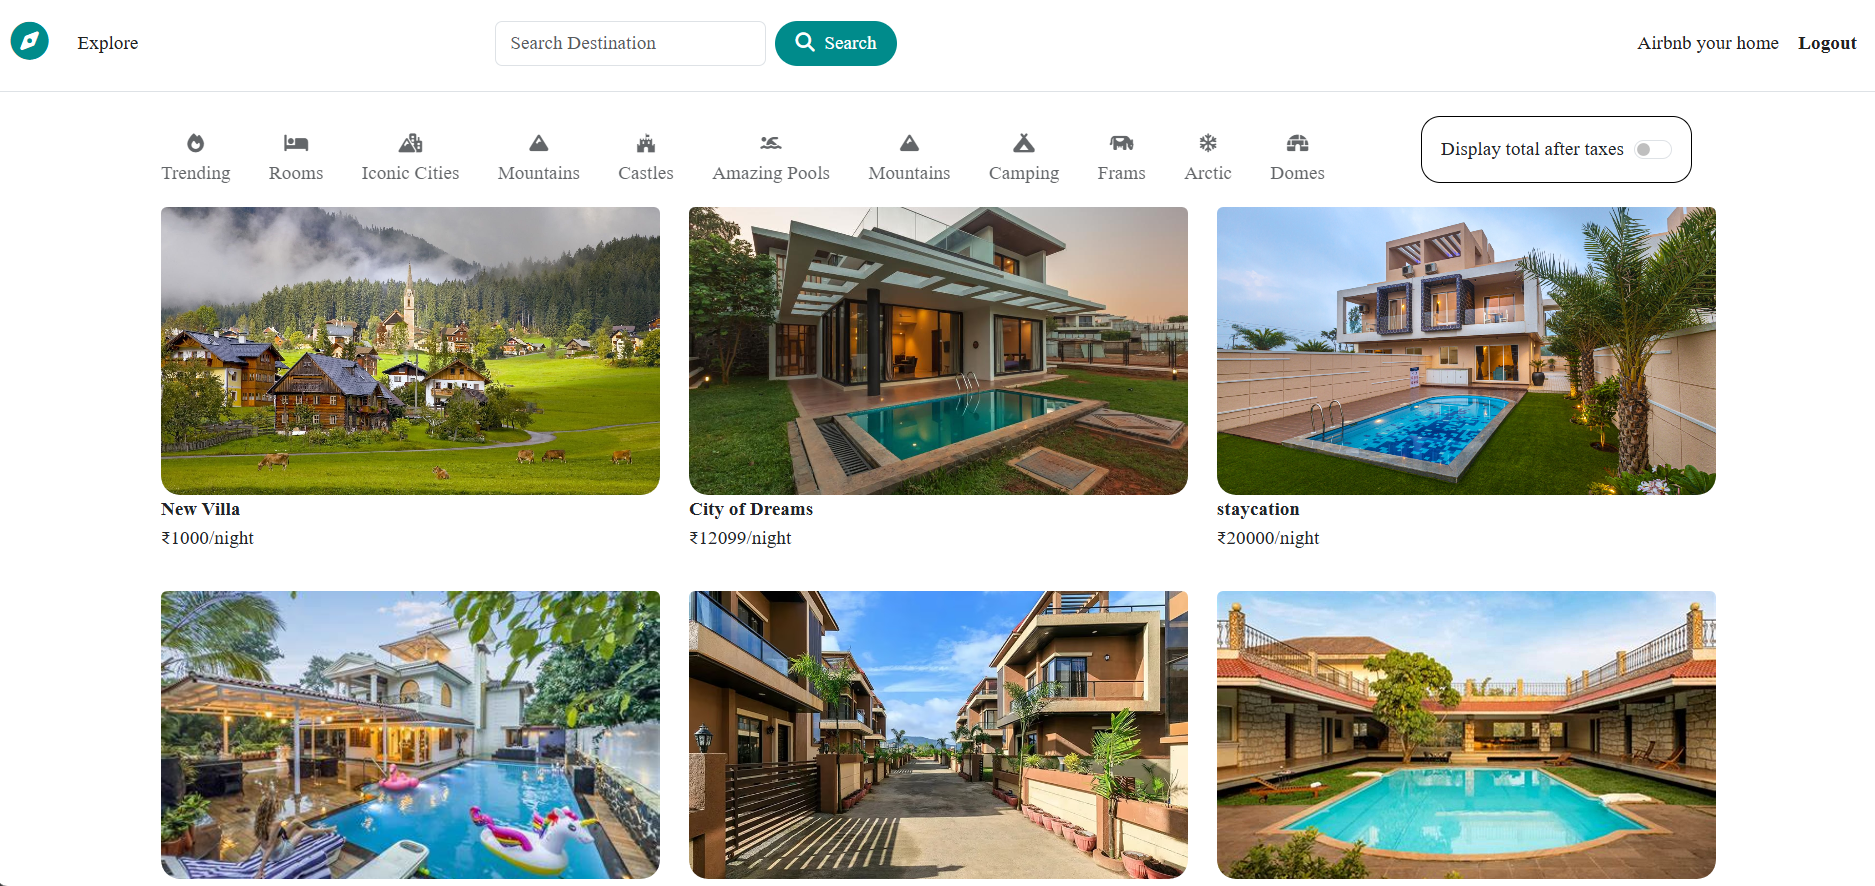 Explore
Search Destination
Search
Airbnb your home
Logout
Trending
Rooms
Iconic Cities
Mountains
Castles
Amazing Pools
Mountains
Camping
Frams
Arctic
Domes
Display total after taxes
New Villa
₹1000/night
City of Dreams
₹12099/night
staycation
₹20000/night